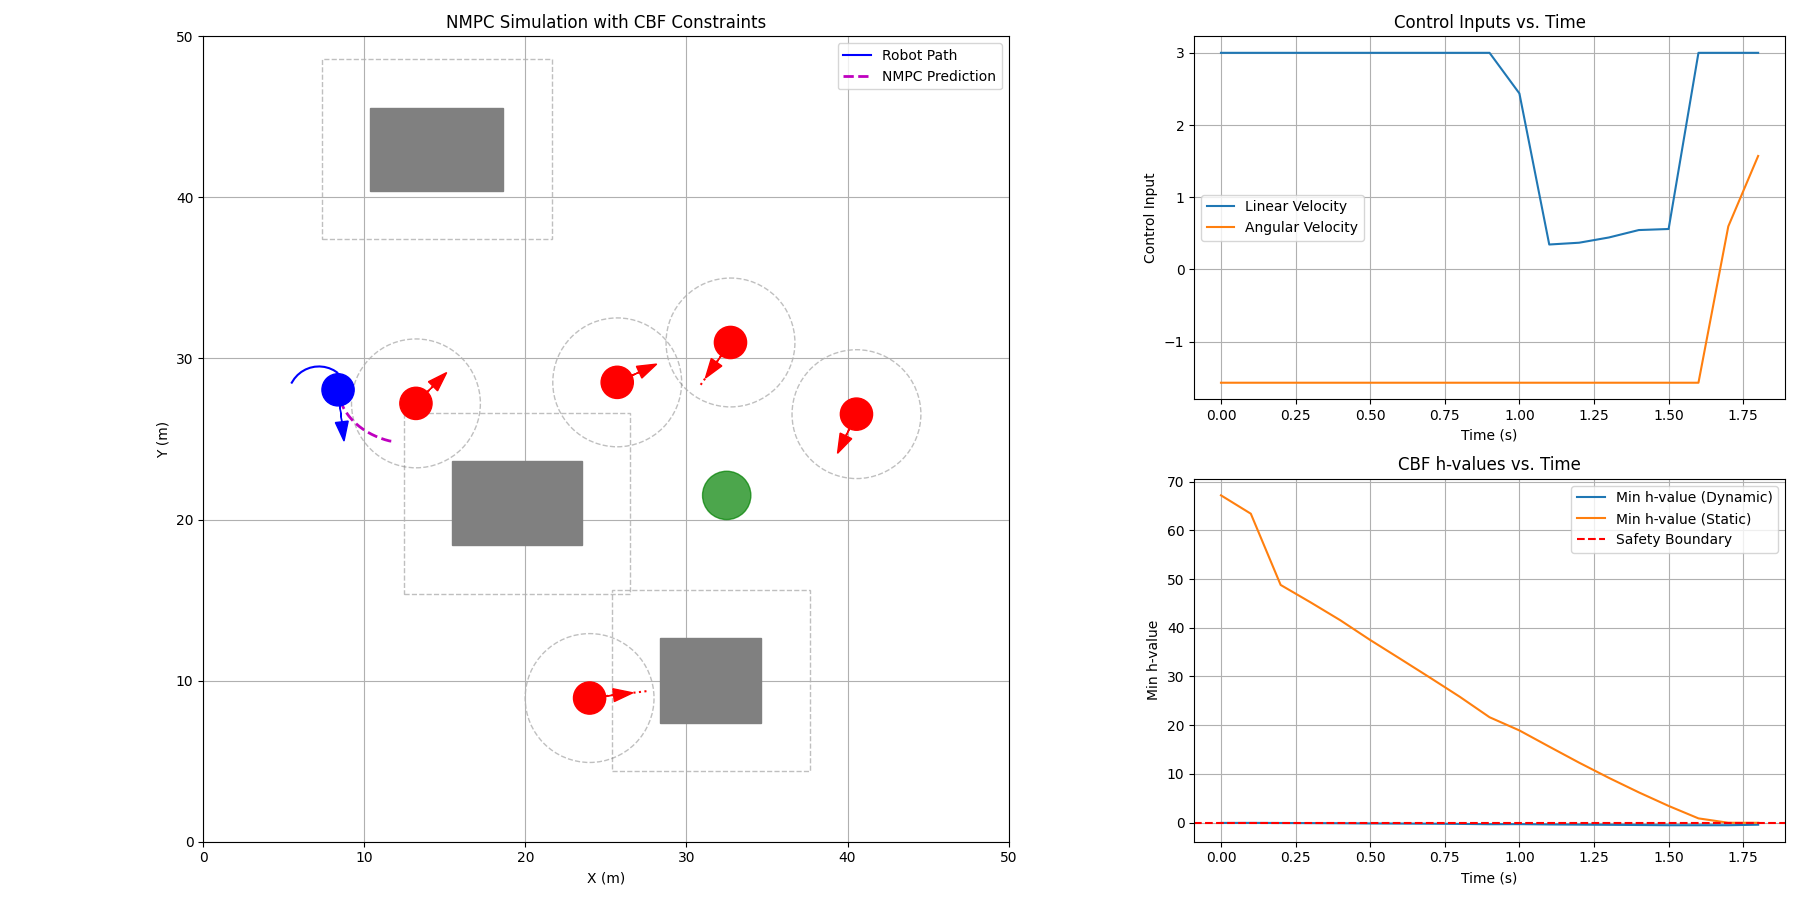 NMPC Simulation with CBF Constraints
Robot Path
NMPC Prediction
50
40
30
20
10
0
0 10 20 30 40 50
X (m)
Y (m)
Control Inputs vs. Time
Linear Velocity
Angular Velocity
3
2
1
0
−1
0.00 0.25 0.50 0.75 1.00 1.25 1.50 1.75
Time (s)
Control Input
CBF h-values vs. Time
Min h-value (Dynamic)
Min h-value (Static)
Safety Boundary
70
60
50
40
30
20
10
0
0.00 0.25 0.50 0.75 1.00 1.25 1.50 1.75
Time (s)
Min h-value